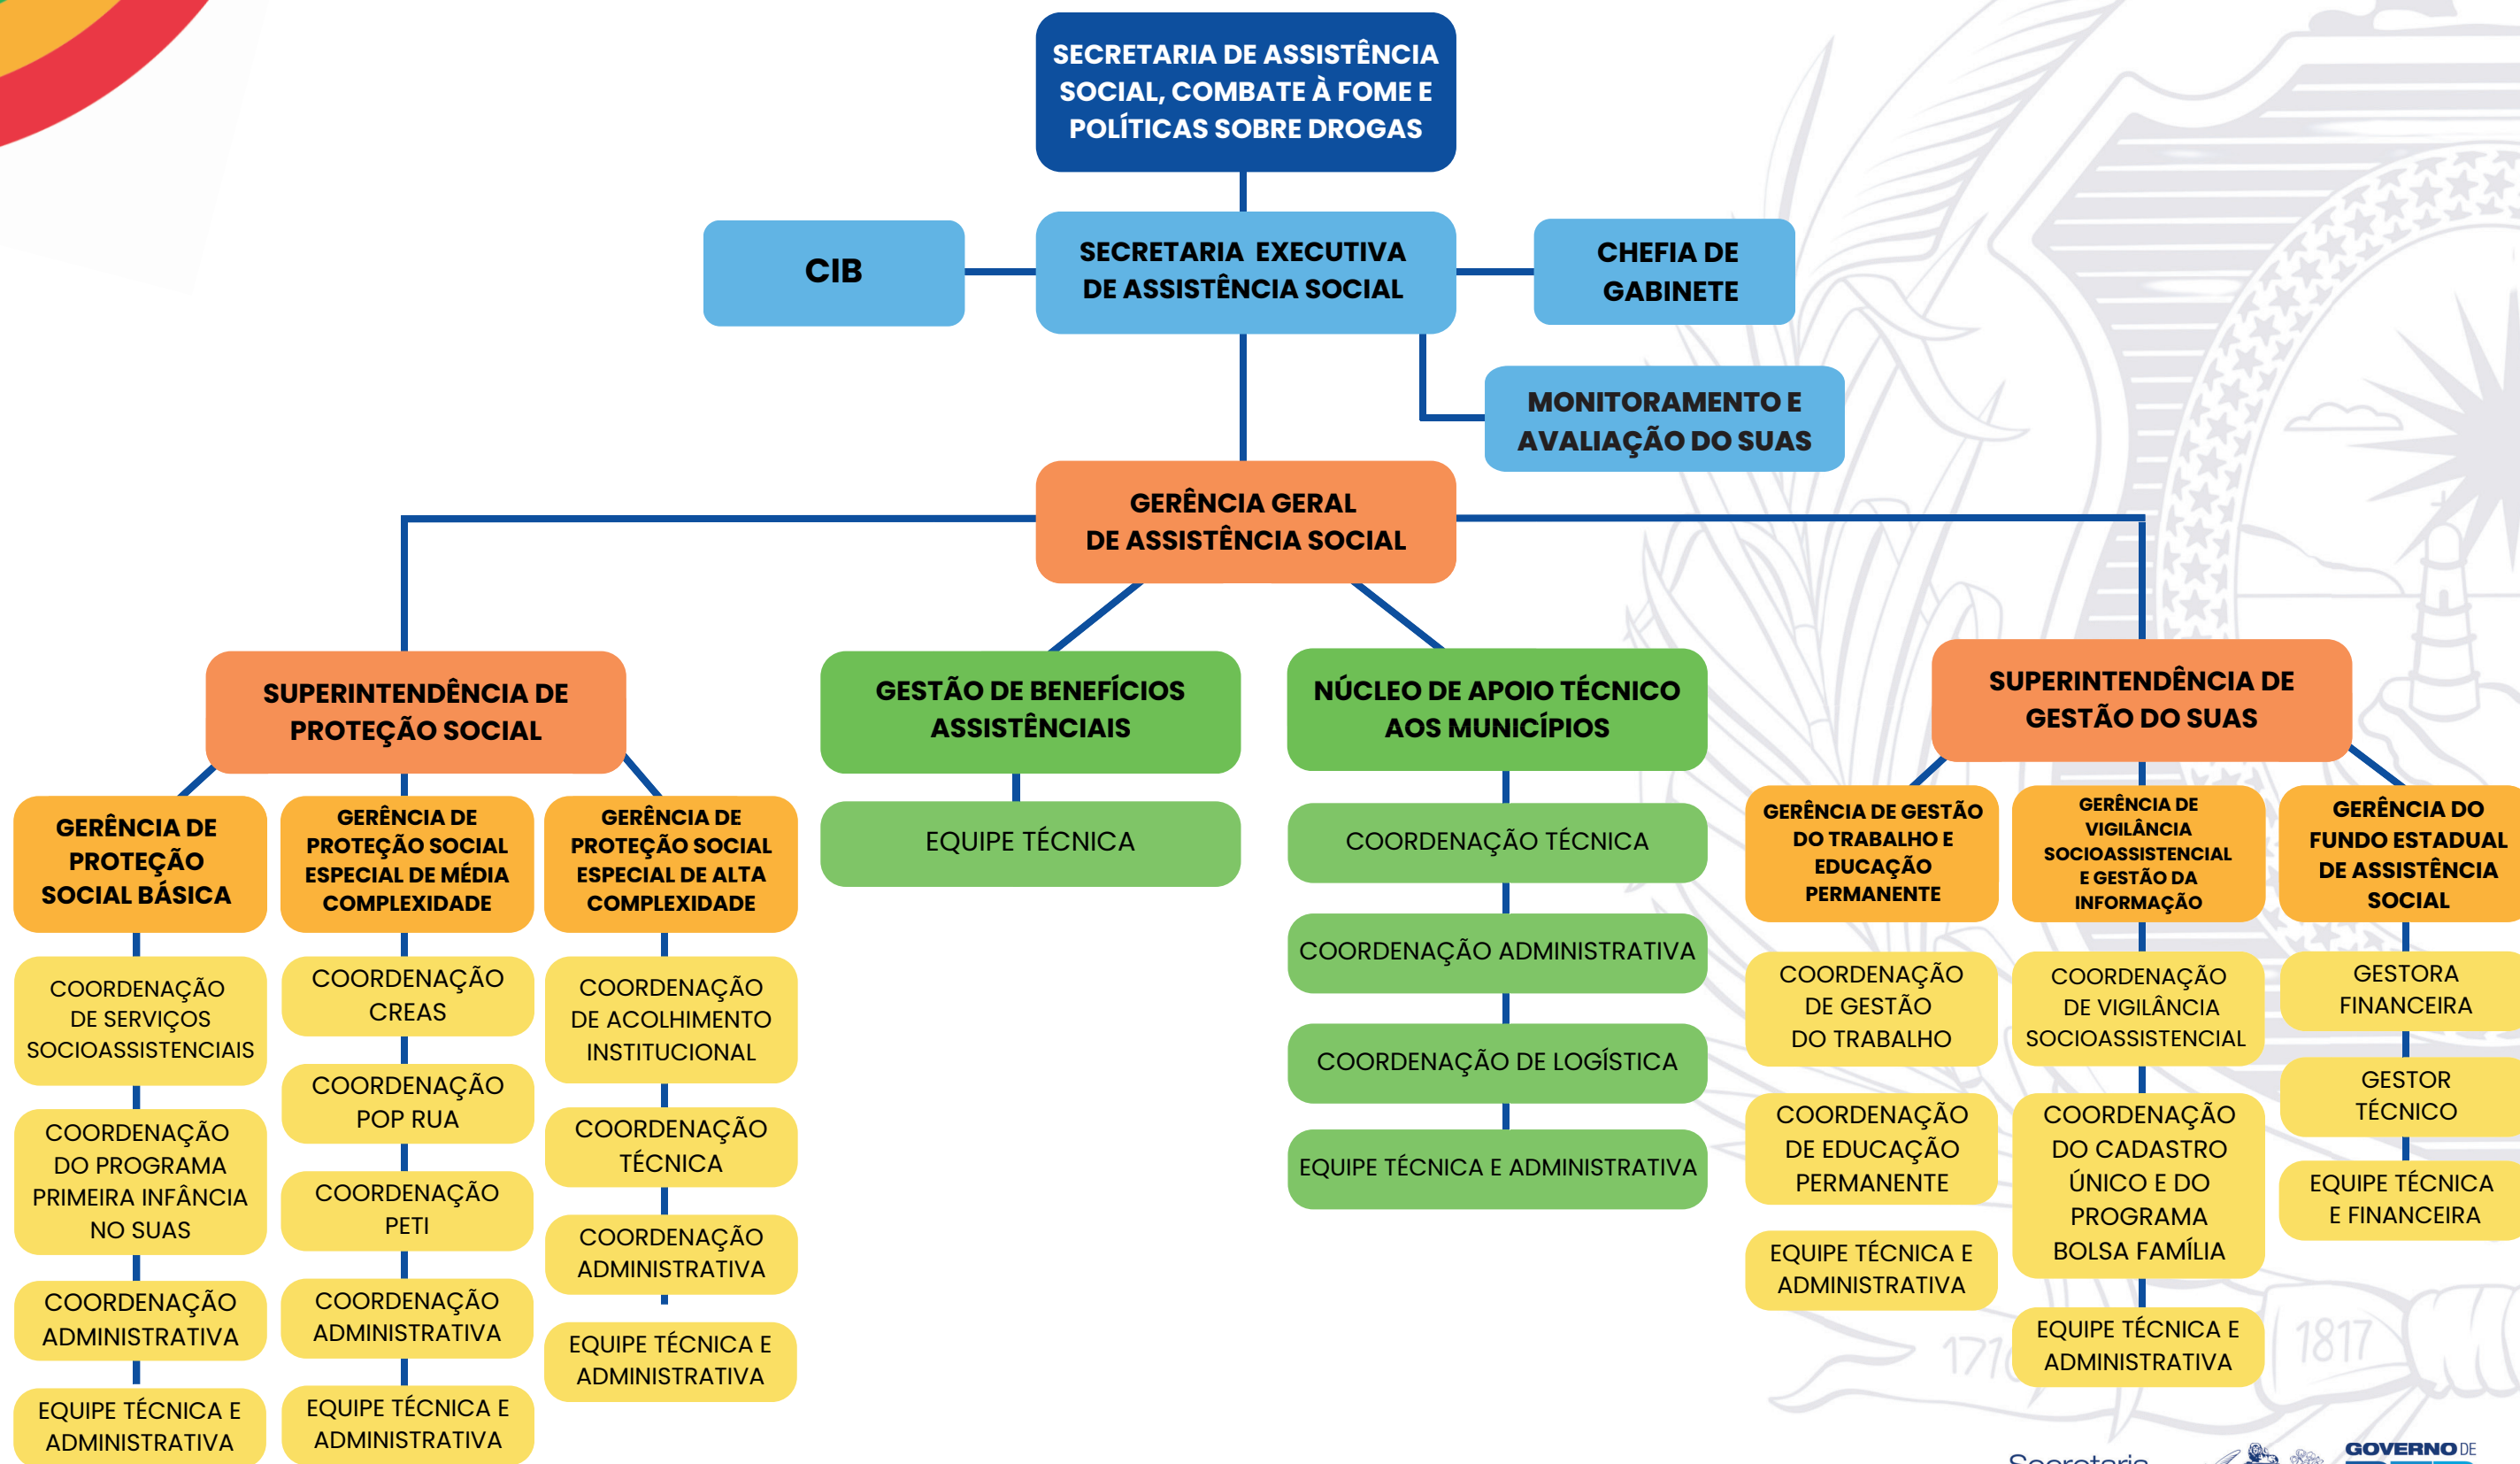 SECRETARIA DE ASSISTÊNCIA
SOCIAL, COMBATE À FOME E
POLÍTICAS SOBRE DROGAS
CIB
SECRETARIA EXECUTIVA
DE ASSISTÊNCIA SOCIAL
CHEFIA DE
GABINETE
MONITORAMENTO E
AVALIAÇÃO DO SUAS
GERÊNCIA GERAL
DE ASSISTÊNCIA SOCIAL
SUPERINTENDÊNCIA DE
PROTEÇÃO SOCIAL
GESTÃO DE BENEFÍCIOS
ASSISTÊNCIAIS
NÚCLEO DE APOIO TÉCNICO
AOS MUNICÍPIOS
SUPERINTENDÊNCIA DE
GESTÃO DO SUAS
GERÊNCIA DE
PROTEÇÃO
SOCIAL BÁSICA
COORDENAÇÃO
DE SERVIÇOS
SOCIOASSISTENCIAIS
COORDENAÇÃO
DO PROGRAMA
PRIMEIRA INFÂNCIA
NO SUAS
COORDENAÇÃO
ADMINISTRATIVA
EQUIPE TÉCNICA E
ADMINISTRATIVA
GERÊNCIA DE
PROTEÇÃO SOCIAL
ESPECIAL DE MÉDIA
COMPLEXIDADE
COORDENAÇÃO
CREAS
COORDENAÇÃO
POP RUA
COORDENAÇÃO
PETI
COORDENAÇÃO
ADMINISTRATIVA
EQUIPE TÉCNICA E
ADMINISTRATIVA
GERÊNCIA DE
PROTEÇÃO SOCIAL
ESPECIAL DE ALTA
COMPLEXIDADE
COORDENAÇÃO
DE ACOLHIMENTO
INSTITUCIONAL
COORDENAÇÃO
TÉCNICA
COORDENAÇÃO
ADMINISTRATIVA
EQUIPE TÉCNICA E
ADMINISTRATIVA
EQUIPE TÉCNICA
COORDENAÇÃO TÉCNICA
COORDENAÇÃO ADMINISTRATIVA
COORDENAÇÃO DE LOGÍSTICA
EQUIPE TÉCNICA E ADMINISTRATIVA
GERÊNCIA DE GESTÃO
DO TRABALHO E
EDUCAÇÃO
PERMANENTE
COORDENAÇÃO
DE GESTÃO
DO TRABALHO
COORDENAÇÃO
DE EDUCAÇÃO
PERMANENTE
EQUIPE TÉCNICA E
ADMINISTRATIVA
GERÊNCIA DE
VIGILÂNCIA
SOCIOASSISTENCIAL
E GESTÃO DA
INFORMAÇÃO
COORDENAÇÃO
DE VIGILÂNCIA
SOCIOASSISTENCIAL
COORDENAÇÃO
DO CADASTRO
ÚNICO E DO
PROGRAMA
BOLSA FAMÍLIA
EQUIPE TÉCNICA E
ADMINISTRATIVA
GERÊNCIA DO
FUNDO ESTADUAL
DE ASSISTÊNCIA
SOCIAL
GESTORA
FINANCEIRA
GESTOR
TÉCNICO
EQUIPE TÉCNICA
E FINANCEIRA
1817
Secretaria
GOVERNO DE